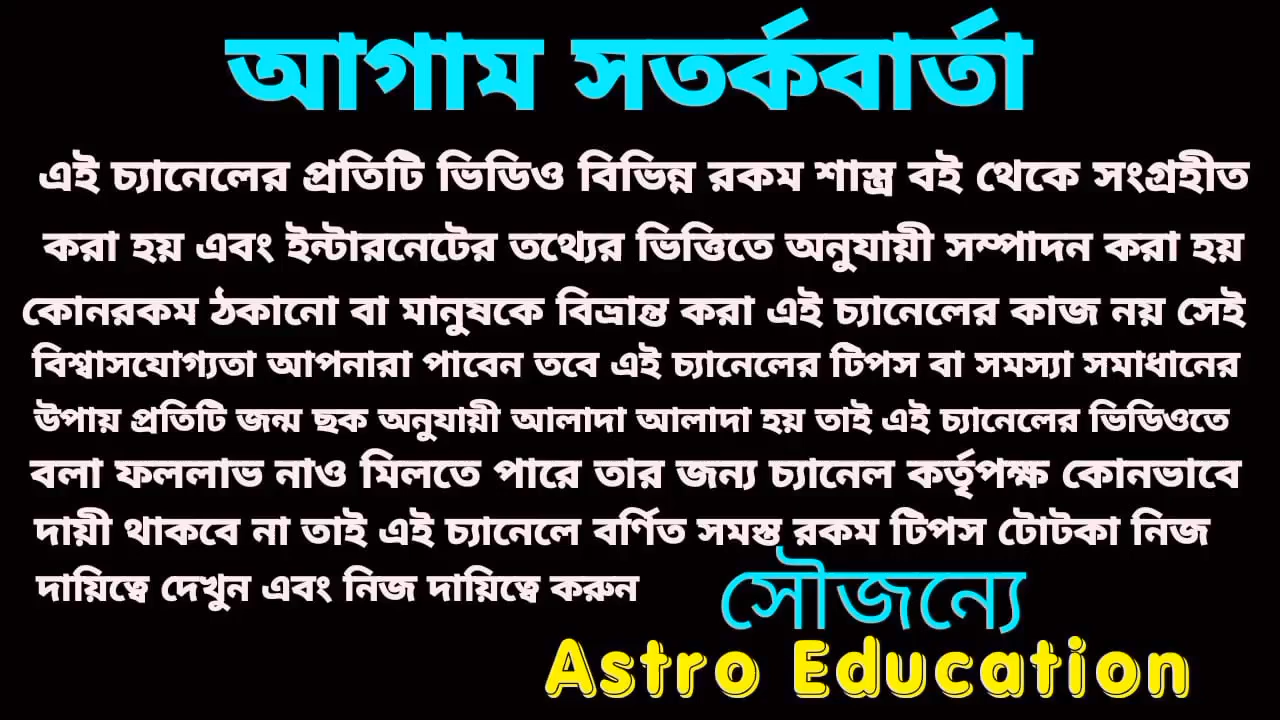 আগাম সতর্কবার্তা
এই চ্যানেলের প্রতিটি ভিডিও বিভিন্ন রকম শাস্ত্র বই থেকে সংগ্রহীত
করা হয় এবং ইন্টারনেটের তথ্যের ভিত্তিতে অনুযায়ী সম্পাদন করা হয়
কোনরকম ঠকানো বা মানুষকে বিভ্রান্ত করা এই চ্যানেলের কাজ নয় সেই
বিশ্বাসযোগ্যতা আপনারা পাবেন তবে এই চ্যানেলের টিপস বা সমস্যা সমাধানের
উপায় প্রতিটি জন্ম ছক অনুযায়ী আলাদা আলাদা হয় তাই এই চ্যানেলের ভিডিওতে
বলা ফললাভ নাও মিলতে পারে তার জন্য চ্যানেল কর্তৃপক্ষ কোনভাবে
দায়ী থাকবে না তাই এই চ্যানেলে বর্ণিত সমস্ত রকম টিপস টোটকা নিজ
দায়িত্বে দেখুন এবং নিজ দায়িত্বে করুন
সৌজন্যে
Astro Education